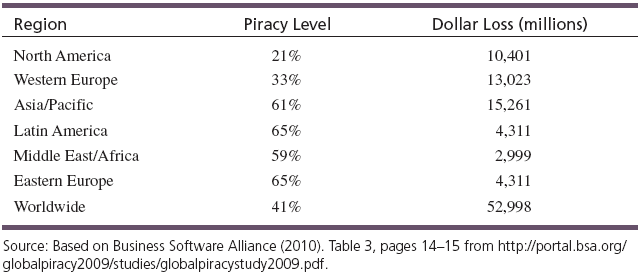 Region Piracy Level Dollar Loss (millions)
North America 21% 10,401
Western Europe 33% 13,023
Asia/Pacific 61% 15,261
Latin America 65% 4,311
Middle East/Africa 59% 2,999
Eastern Europe 65% 4,311
Worldwide 41% 52,998
Source: Based on Business Software Alliance (2010). Table 3, pages 14–15 from http://portal.bsa.org/
globalpiracy2009/studies/globalpiracystudy2009.pdf.